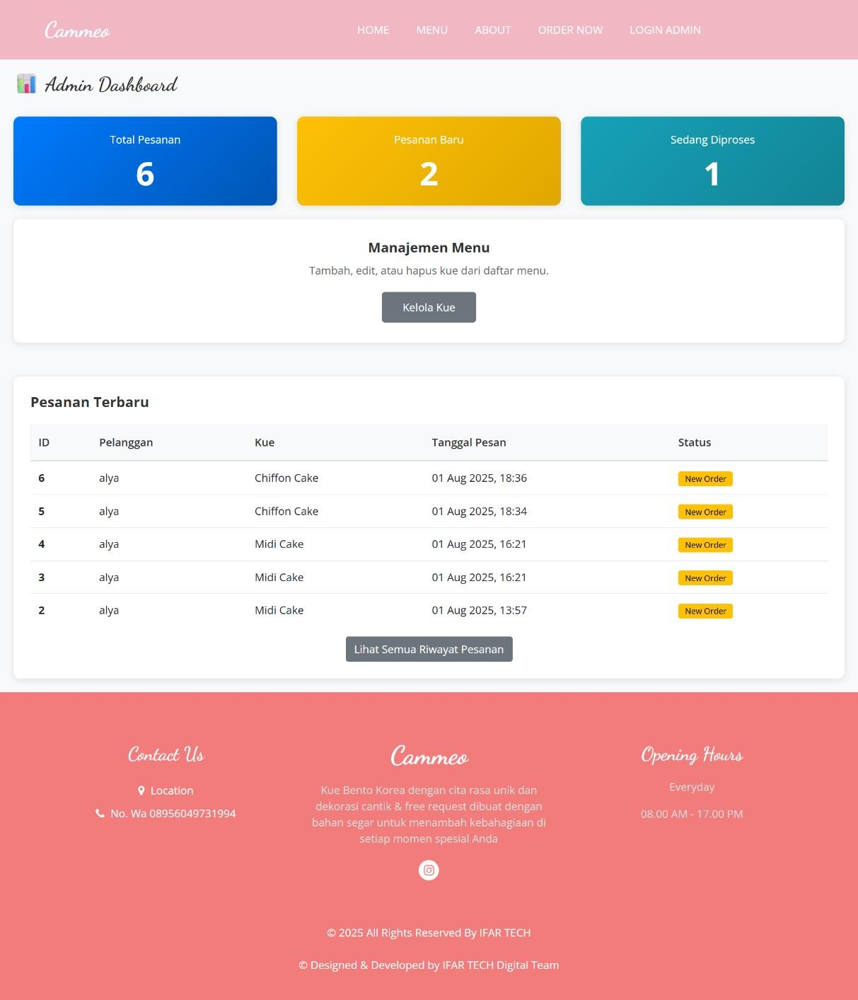 Cammeo
HOME MENU ABOUT ORDER NOW LOGIN ADMIN
Admin Dashboard
Total Pesanan
6
Pesanan Baru
2
Sedang Diproses
1
Manajemen Menu
Tambah, edit, atau hapus kue dari daftar menu.
Kelola Kue
Pesanan Terbaru
ID Pelanggan Kue Tanggal Pesan Status
6 alya Chiffon Cake 01 Aug 2025, 18:36 New Order
5 alya Chiffon Cake 01 Aug 2025, 18:34 New Order
4 alya Midi Cake 01 Aug 2025, 16:21 New Order
3 alya Midi Cake 01 Aug 2025, 16:21 New Order
2 alya Midi Cake 01 Aug 2025, 13:57 New Order
Lihat Semua Riwayat Pesanan
Contact Us
Location
No. Wa 08956049731994
Cammeo
Kue Bento Korea dengan cita rasa unik dan
dekorasi cantik & free request dibuat dengan
bahan segar untuk menambah kebahagiaan di
setiap momen spesial Anda
Opening Hours
Everyday
08.00 AM - 17.00 PM
© 2025 All Rights Reserved By IFAR TECH
© Designed & Developed by IFAR TECH Digital Team